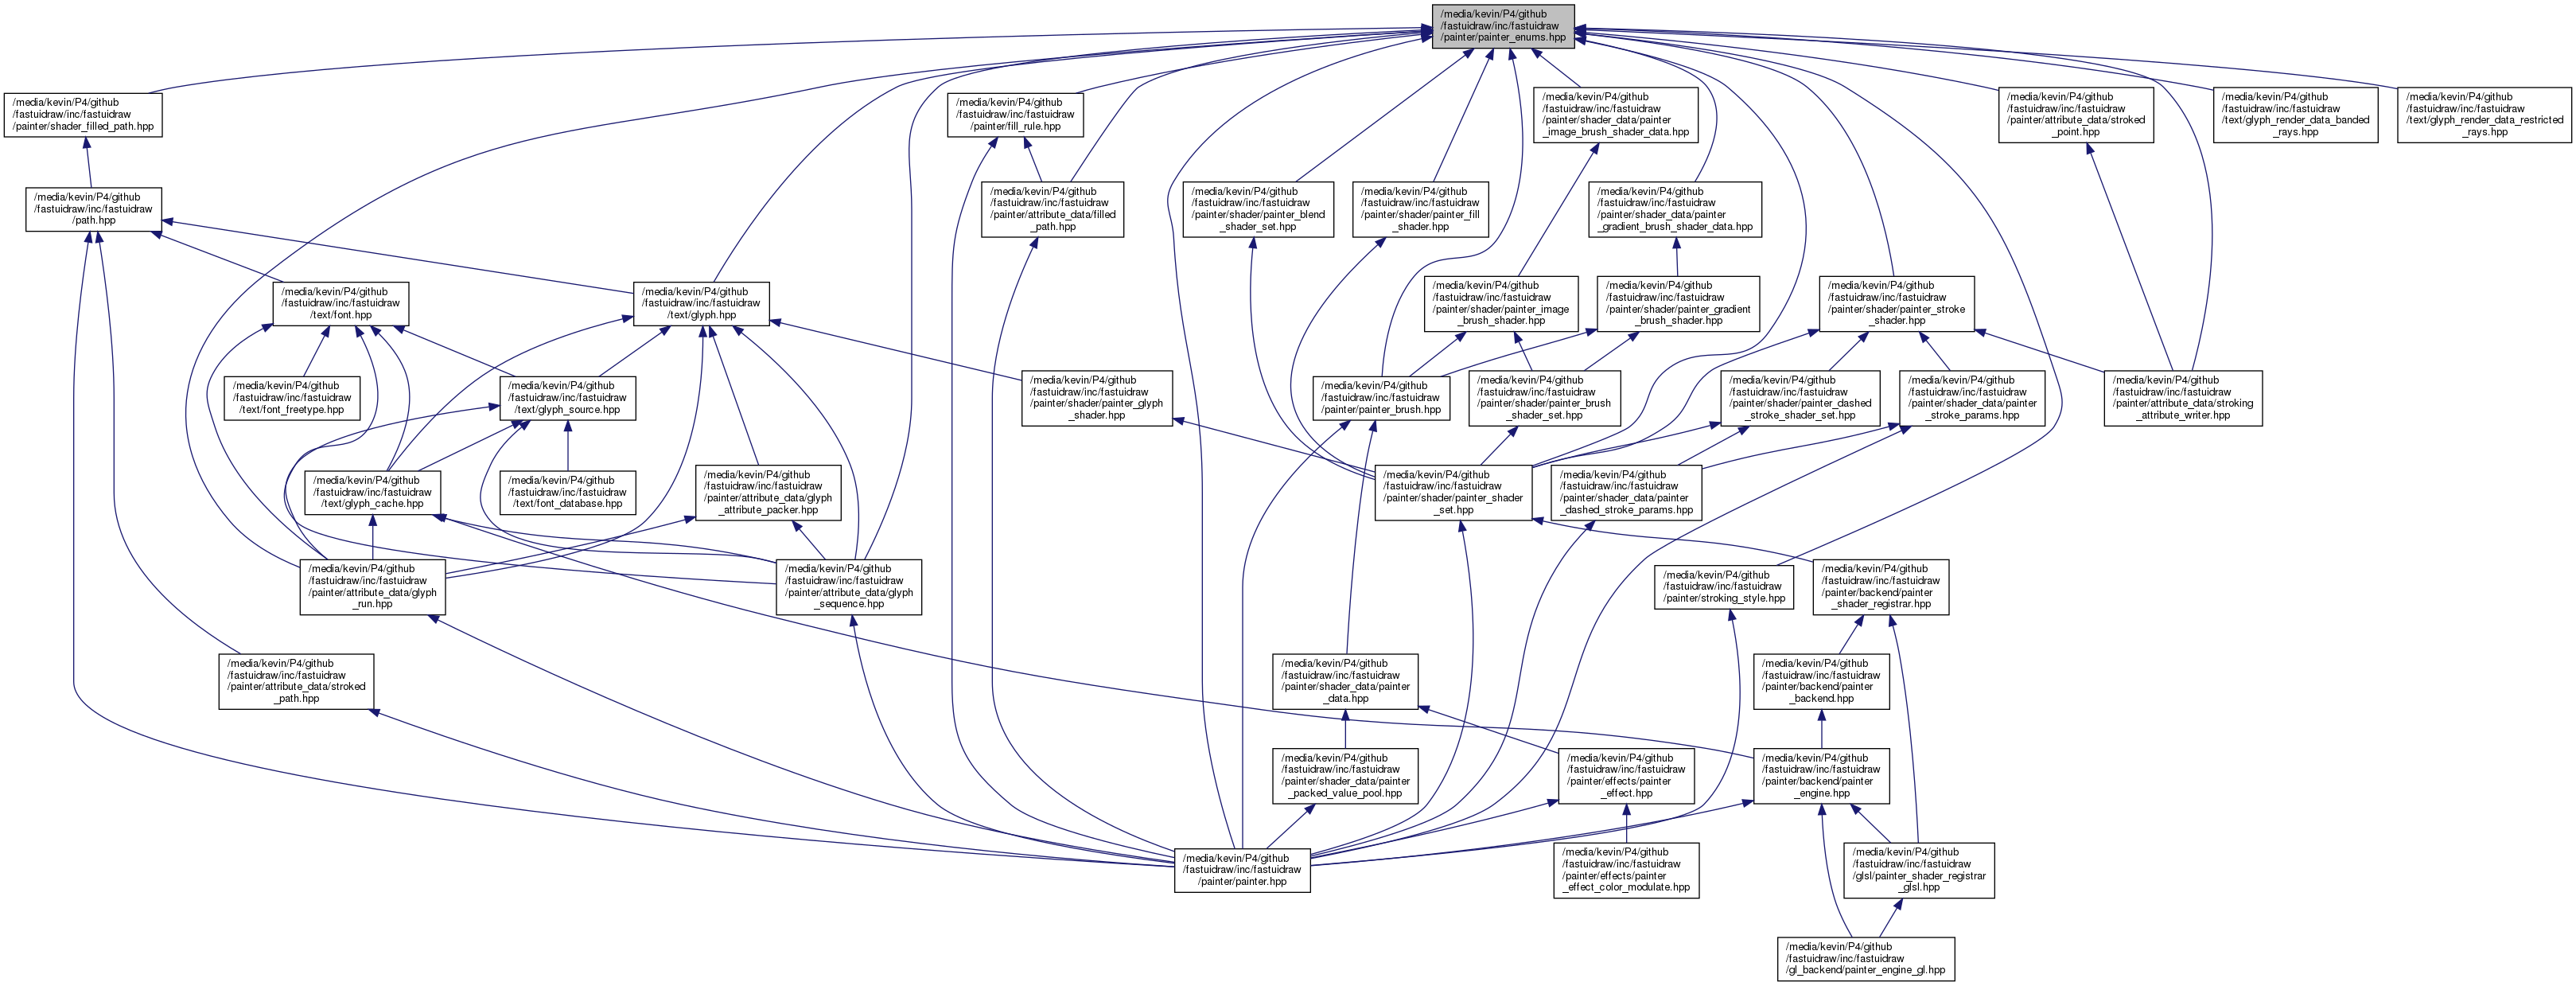 /media/kevin/P4/github
/fastuidraw/inc/fastuidraw
/painter/painter_enums.hpp
/media/kevin/P4/github
/fastuidraw/inc/fastuidraw
/painter/shader_filled_path.hpp
/media/kevin/P4/github
/fastuidraw/inc/fastuidraw
/painter/fill_rule.hpp
/media/kevin/P4/github
/fastuidraw/inc/fastuidraw
/painter/shader_data/painter
_image_brush_shader_data.hpp
/media/kevin/P4/github
/fastuidraw/inc/fastuidraw
/painter/attribute_data/stroked
_point.hpp
/media/kevin/P4/github
/fastuidraw/inc/fastuidraw
/text/glyph_render_data_banded
_rays.hpp
/media/kevin/P4/github
/fastuidraw/inc/fastuidraw
/text/glyph_render_data_restricted
_rays.hpp
/media/kevin/P4/github
/fastuidraw/inc/fastuidraw
/path.hpp
/media/kevin/P4/github
/fastuidraw/inc/fastuidraw
/painter/attribute_data/filled
_path.hpp
/media/kevin/P4/github
/fastuidraw/inc/fastuidraw
/painter/shader/painter_blend
_shader_set.hpp
/media/kevin/P4/github
/fastuidraw/inc/fastuidraw
/painter/shader/painter_fill
_shader.hpp
/media/kevin/P4/github
/fastuidraw/inc/fastuidraw
/painter/shader_data/painter
_gradient_brush_shader_data.hpp
/media/kevin/P4/github
/fastuidraw/inc/fastuidraw
/text/font.hpp
/media/kevin/P4/github
/fastuidraw/inc/fastuidraw
/text/glyph.hpp
/media/kevin/P4/github
/fastuidraw/inc/fastuidraw
/painter/shader/painter_image
_brush_shader.hpp
/media/kevin/P4/github
/fastuidraw/inc/fastuidraw
/painter/shader/painter_gradient
_brush_shader.hpp
/media/kevin/P4/github
/fastuidraw/inc/fastuidraw
/painter/shader/painter_stroke
_shader.hpp
/media/kevin/P4/github
/fastuidraw/inc/fastuidraw
/text/font_freetype.hpp
/media/kevin/P4/github
/fastuidraw/inc/fastuidraw
/text/glyph_source.hpp
/media/kevin/P4/github
/fastuidraw/inc/fastuidraw
/painter/shader/painter_glyph
_shader.hpp
/media/kevin/P4/github
/fastuidraw/inc/fastuidraw
/painter/painter_brush.hpp
/media/kevin/P4/github
/fastuidraw/inc/fastuidraw
/painter/shader/painter_brush
_shader_set.hpp
/media/kevin/P4/github
/fastuidraw/inc/fastuidraw
/painter/shader/painter_dashed
_stroke_shader_set.hpp
/media/kevin/P4/github
/fastuidraw/inc/fastuidraw
/painter/shader_data/painter
_stroke_params.hpp
/media/kevin/P4/github
/fastuidraw/inc/fastuidraw
/painter/attribute_data/stroking
_attribute_writer.hpp
/media/kevin/P4/github
/fastuidraw/inc/fastuidraw
/text/glyph_cache.hpp
/media/kevin/P4/github
/fastuidraw/inc/fastuidraw
/text/font_database.hpp
/media/kevin/P4/github
/fastuidraw/inc/fastuidraw
/painter/attribute_data/glyph
_attribute_packer.hpp
/media/kevin/P4/github
/fastuidraw/inc/fastuidraw
/painter/shader/painter_shader
_set.hpp
/media/kevin/P4/github
/fastuidraw/inc/fastuidraw
/painter/shader_data/painter
_dashed_stroke_params.hpp
/media/kevin/P4/github
/fastuidraw/inc/fastuidraw
/painter/attribute_data/glyph
_run.hpp
/media/kevin/P4/github
/fastuidraw/inc/fastuidraw
/painter/attribute_data/glyph
_sequence.hpp
/media/kevin/P4/github
/fastuidraw/inc/fastuidraw
/painter/stroking_style.hpp
/media/kevin/P4/github
/fastuidraw/inc/fastuidraw
/painter/backend/painter
_shader_registrar.hpp
/media/kevin/P4/github
/fastuidraw/inc/fastuidraw
/painter/attribute_data/stroked
_path.hpp
/media/kevin/P4/github
/fastuidraw/inc/fastuidraw
/painter/shader_data/painter
_data.hpp
/media/kevin/P4/github
/fastuidraw/inc/fastuidraw
/painter/backend/painter
_backend.hpp
/media/kevin/P4/github
/fastuidraw/inc/fastuidraw
/painter/shader_data/painter
_packed_value_pool.hpp
/media/kevin/P4/github
/fastuidraw/inc/fastuidraw
/painter/effects/painter
_effect.hpp
/media/kevin/P4/github
/fastuidraw/inc/fastuidraw
/painter/backend/painter
_engine.hpp
/media/kevin/P4/github
/fastuidraw/inc/fastuidraw
/painter/painter.hpp
/media/kevin/P4/github
/fastuidraw/inc/fastuidraw
/painter/effects/painter
_effect_color_modulate.hpp
/media/kevin/P4/github
/fastuidraw/inc/fastuidraw
/glsl/painter_shader_registrar
_glsl.hpp
/media/kevin/P4/github
/fastuidraw/inc/fastuidraw
/gl_backend/painter_engine_gl.hpp